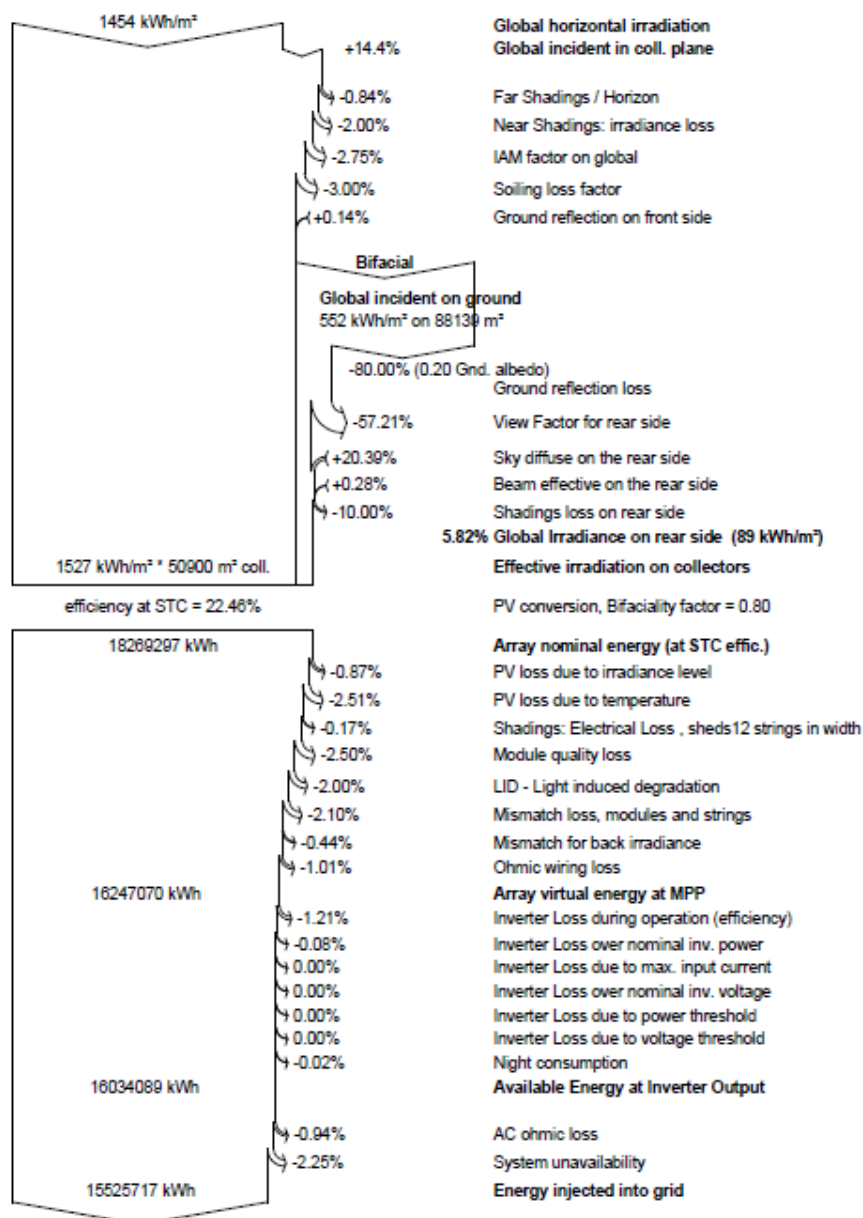 1454 kWh/m² Global horizontal irradiation
+14.4% Global incident in coll. plane
-0.84% Far Shadings / Horizon
-2.00% Near Shadings: irradiance loss
-2.75% IAM factor on global
-3.00% Soiling loss factor
+0.14% Ground reflection on front side
Bifacial
Global incident on ground
552 kWh/m² on 88139 m²
-80.00% (0.20 Gnd. albedo)
Ground reflection loss
-57.21% View Factor for rear side
+20.39% Sky diffuse on the rear side
+0.28% Beam effective on the rear side
-10.00% Shadings loss on rear side
5.82% Global Irradiance on rear side (89 kWh/m²)
1527 kWh/m² * 50900 m² coll. Effective irradiation on collectors
efficiency at STC = 22.46% PV conversion, Bifaciality factor = 0.80
18269297 kWh Array nominal energy (at STC effic.)
-0.87% PV loss due to irradiance level
-2.51% PV loss due to temperature
-0.17% Shadings: Electrical Loss , sheds12 strings in width
-2.50% Module quality loss
-2.00% LID - Light induced degradation
-2.10% Mismatch loss, modules and strings
-0.44% Mismatch for back irradiance
-1.01% Ohmic wiring loss
16247070 kWh Array virtual energy at MPP
-1.21% Inverter Loss during operation (efficiency)
-0.08% Inverter Loss over nominal inv. power
0.00% Inverter Loss due to max. input current
0.00% Inverter Loss over nominal inv. voltage
0.00% Inverter Loss due to power threshold
0.00% Inverter Loss due to voltage threshold
-0.02% Night consumption
16034089 kWh Available Energy at Inverter Output
-0.94% AC ohmic loss
-2.25% System unavailability
15525717 kWh Energy injected into grid